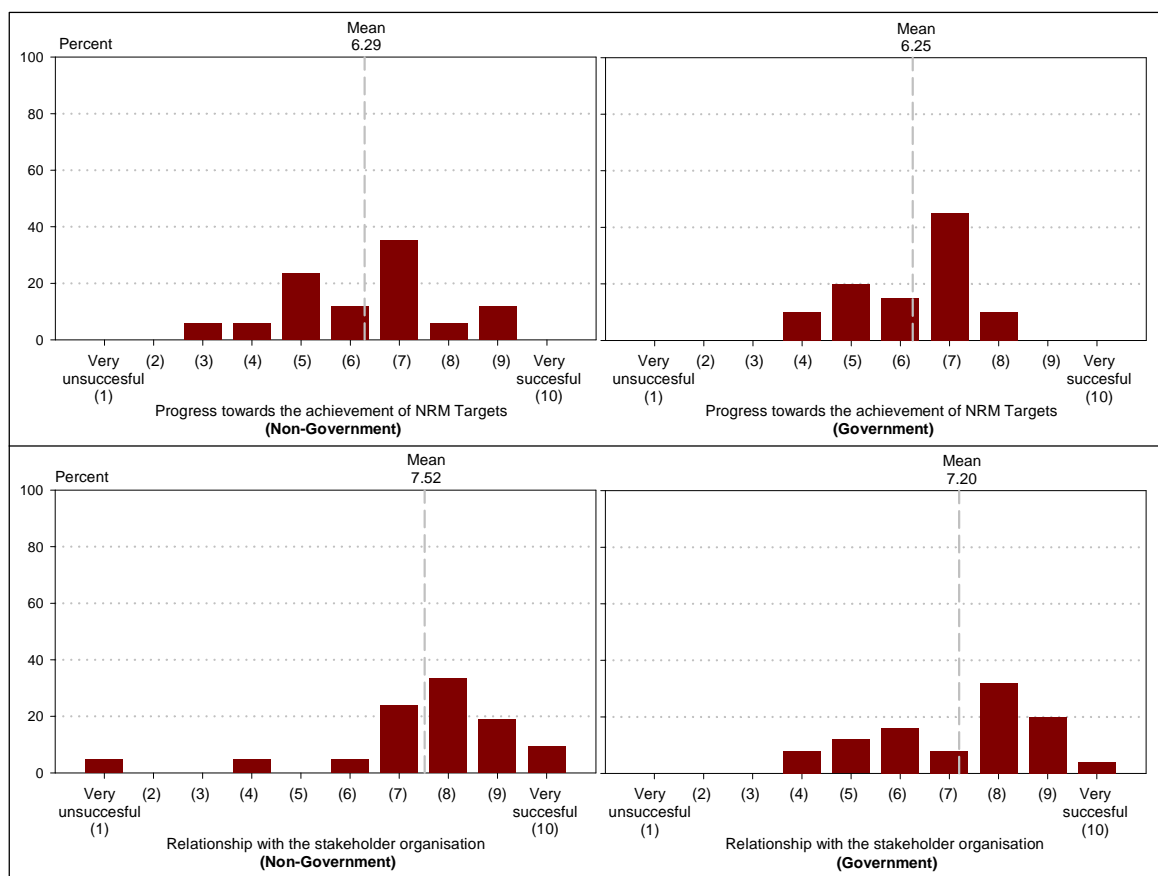 Mean
6.29
Mean
6.25
Percent
100
80
60
40
20
0
Very (2) (3) (4) (5) (6) (7) (8) (9) Very
unsuccesful succesful
(1) (10)
Progress towards the achievement of NRM Targets
(Non-Government)
Very (2) (3) (4) (5) (6) (7) (8) (9) Very
unsuccesful succesful
(1) (10)
Progress towards the achievement of NRM Targets
(Government)
Mean
7.52
Mean
7.20
Percent
100
80
60
40
20
0
Very (2) (3) (4) (5) (6) (7) (8) (9) Very
unsuccesful succesful
(1) (10)
Relationship with the stakeholder organisation
(Non-Government)
Very (2) (3) (4) (5) (6) (7) (8) (9) Very
unsuccesful succesful
(1) (10)
Relationship with the stakeholder organisation
(Government)